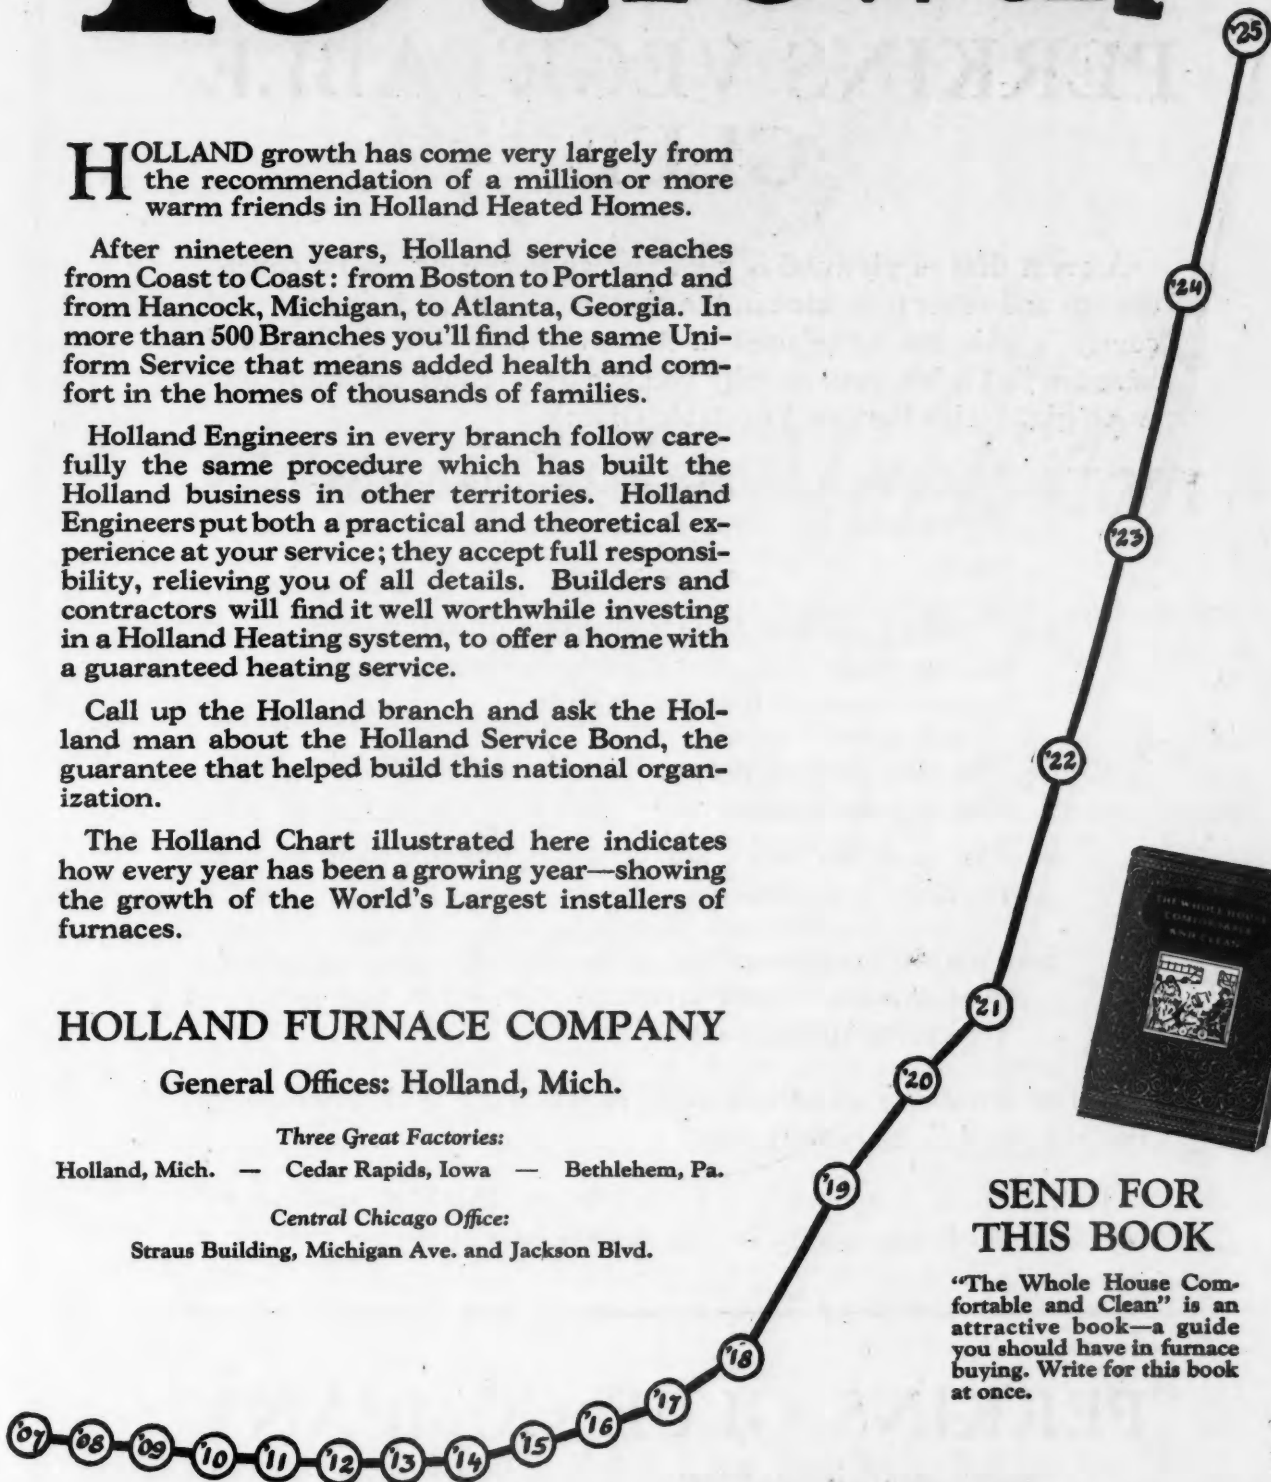 HOLLAND growth has come very largely from
the recommendation of a million or more
warm friends in Holland Heated Homes.
After nineteen years, Holland service reaches
from Coast to Coast: from Boston to Portland and
from Hancock, Michigan, to Atlanta, Georgia. In
more than 500 Branches you'll find the same Uni-
form Service that means added health and com-
fort in the homes of thousands of families.
Holland Engineers in every branch follow care-
fully the same procedure which has built the
Holland business in other territories. Holland
Engineers put both a practical and theoretical ex-
perience at your service; they accept full responsi-
bility, relieving you of all details. Builders and
contractors will find it well worthwhile investing
in a Holland Heating system, to offer a home with
a guaranteed heating service.
Call up the Holland branch and ask the Hol-
land man about the Holland Service Bond, the
guarantee that helped build this national organ-
ization.
The Holland Chart illustrated here indicates
how every year has been a growing year—showing
the growth of the World's Largest installers of
furnaces.
HOLLAND FURNACE COMPANY
General Offices: Holland, Mich.
Three Great Factories:
Holland, Mich. — Cedar Rapids, Iowa — Bethlehem, Pa.
Central Chicago Office:
Straus Building, Michigan Ave. and Jackson Blvd.
'07 '08 '09 '10 '11 '12 '13 '14 '15 '16 '17 '18 '19 '20 '21 '22 '23 '24 '25
THE WHOLE HOUSE
COMFORTABLE
AND CLEAN
SEND FOR
THIS BOOK
"The Whole House Com-
fortable and Clean" is an
attractive book—a guide
you should have in furnace
buying. Write for this book
at once.